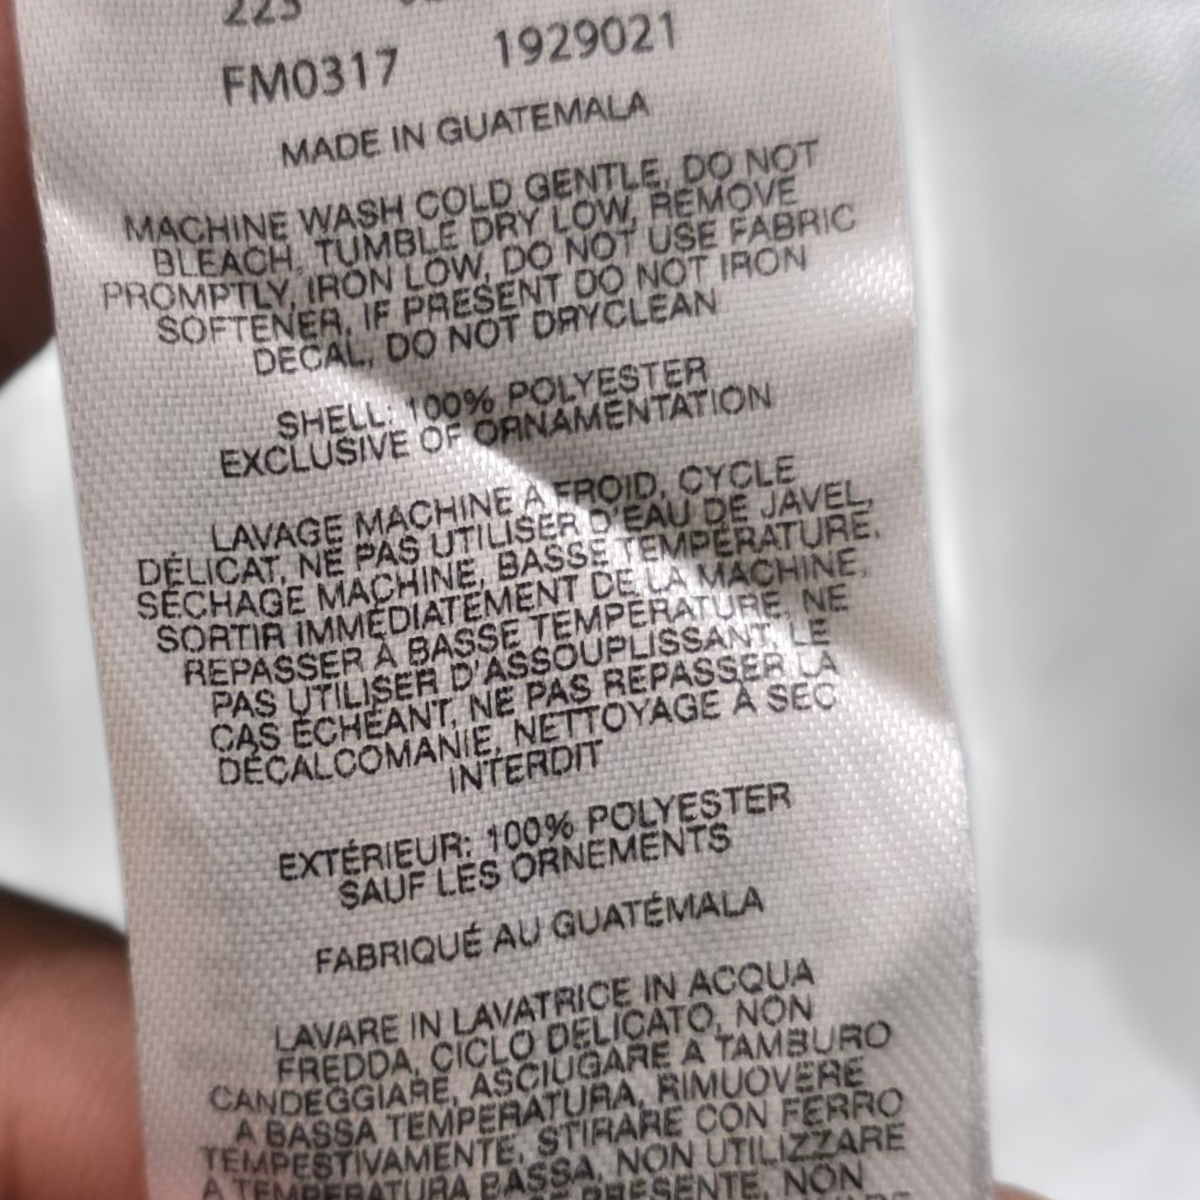 223
FM0317 1929021
MADE IN GUATEMALA
MACHINE WASH COLD GENTLE, DO NOT
BLEACH, TUMBLE DRY LOW, REMOVE
PROMPTLY, IRON LOW, DO NOT USE FABRIC
SOFTENER, IF PRESENT DO NOT IRON
DECAL, DO NOT DRYCLEAN
SHELL: 100% POLYESTER
EXCLUSIVE OF ORNAMENTATION
LAVAGE MACHINE À FROID, CYCLE
DÉLICAT, NE PAS UTILISER D'EAU DE JAVEL,
SÉCHAGE MACHINE, BASSE TEMPÉRATURE,
SORTIR IMMÉDIATEMENT DE LA MACHINE,
REPASSER À BASSE TEMPÉRATURE, NE
PAS UTILISER D'ASSOUPLISSANT, LE
CAS ÉCHÉANT, NE PAS REPASSER LA
DÉCALCOMANIE, NETTOYAGE À SEC
INTERDIT
EXTÉRIEUR: 100% POLYESTER
SAUF LES ORNEMENTS
FABRIQUÉ AU GUATÉMALA
LAVARE IN LAVATRICE IN ACQUA
FREDDA, CICLO DELICATO, NON
CANDEGGIARE, ASCIUGARE A TAMBURO
A BASSA TEMPERATURA, RIMUOVERE
TEMPESTIVAMENTE, STIRARE CON FERRO
A TEMPERATURA BASSA, NON UTILIZZARE
PRESENTE, NON